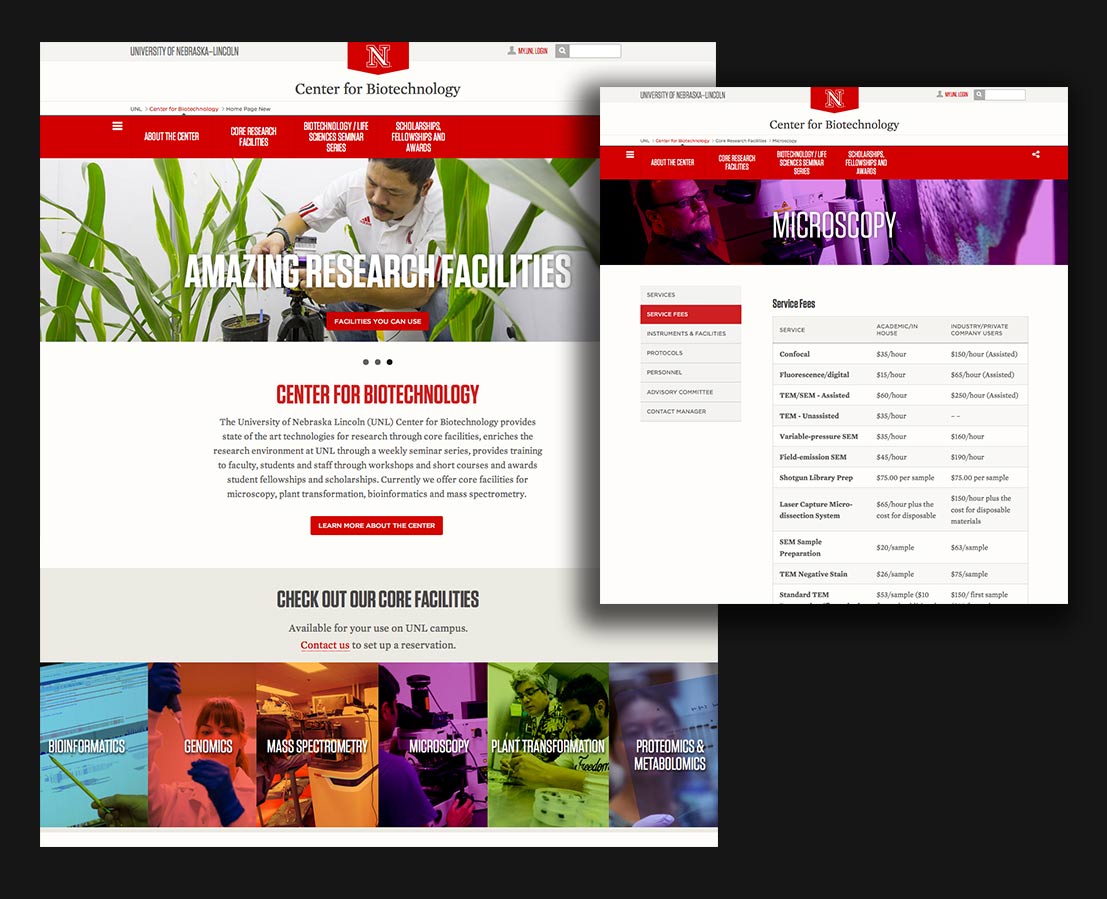 UNIVERSITY OF NEBRASKA–LINCOLN
N
MY.UNL LOGIN
Center for Biotechnology
UNL > Center for Biotechnology > Home Page New
ABOUT THE CENTER
CORE RESEARCH
FACILITIES
BIOTECHNOLOGY / LIFE
SCIENCES SEMINAR
SERIES
SCHOLARSHIPS,
FELLOWSHIPS AND
AWARDS
AMAZING RESEARCH FACILITIES
FACILITIES YOU CAN USE
CENTER FOR BIOTECHNOLOGY
The University of Nebraska Lincoln (UNL) Center for Biotechnology provides
state of the art technologies for research through core facilities, enriches the
research environment at UNL through a weekly seminar series, provides training
to faculty, students and staff through workshops and short courses and awards
student fellowships and scholarships. Currently we offer core facilities for
microscopy, plant transformation, bioinformatics and mass spectrometry.
LEARN MORE ABOUT THE CENTER
CHECK OUT OUR CORE FACILITIES
Available for your use on UNL campus.
Contact us to set up a reservation.
BIOINFORMATICS
GENOMICS
MASS SPECTROMETRY
MICROSCOPY
PLANT TRANSFORMATION
PROTEOMICS &
METABOLOMICS
Freedom
UNIVERSITY OF NEBRASKA–LINCOLN
N
MY.UNL LOGIN
Center for Biotechnology
UNL > Center for Biotechnology > Core Research Facilities > Microscopy
ABOUT THE CENTER
CORE RESEARCH
FACILITIES
BIOTECHNOLOGY / LIFE
SCIENCES SEMINAR
SERIES
SCHOLARSHIPS,
FELLOWSHIPS AND
AWARDS
MICROSCOPY
SERVICES
SERVICE FEES
INSTRUMENTS & FACILITIES
PROTOCOLS
PERSONNEL
ADVISORY COMMITTEE
CONTACT MANAGER
Service Fees
SERVICE
ACADEMIC/IN
HOUSE
INDUSTRY/PRIVATE
COMPANY USERS
Confocal $35/hour $150/hour (Assisted)
Fluorescence/digital $15/hour $65/hour (Assisted)
TEM/SEM - Assisted $60/hour $250/hour (Assisted)
TEM - Unassisted $35/hour – –
Variable-pressure SEM $35/hour $160/hour
Field-emission SEM $45/hour $190/hour
Shotgun Library Prep $75.00 per sample $75.00 per sample
Laser Capture Micro-
dissection System
$65/hour plus the
cost for disposable
$150/hour plus the
cost for disposable
materials
SEM Sample
Preparation
$20/sample
$63/sample
TEM Negative Stain $26/sample $75/sample
Standard TEM $53/sample ($10 $150/ first sample